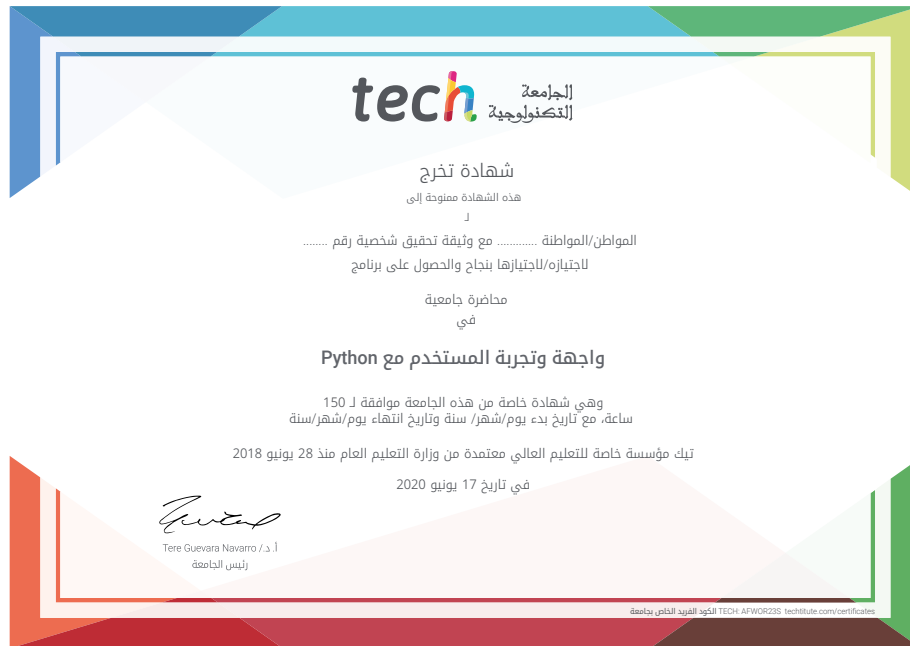 tech الجامعة
التكنولوجية
شهادة تخرج
هذه الشهادة ممنوحة إلى
لـ
المواطن/المواطنة ............ مع وثيقة تحقيق شخصية رقم ........
لاجتيازه/لاجتيازها بنجاح والحصول على برنامج
محاضرة جامعية
في
واجهة وتجربة المستخدم مع Python
وهي شهادة خاصة من هذه الجامعة موافقة لـ 150
ساعة، مع تاريخ بدء يوم/شهر/ سنة وتاريخ انتهاء يوم/شهر/سنة
تيك مؤسسة خاصة للتعليم العالي معتمدة من وزارة التعليم العام منذ 28 يونيو 2018
في تاريخ 17 يونيو 2020
أ. د./ Tere Guevara Navarro
رئيس الجامعة
الكود الفريد الخاص بجامعة TECH: AFWOR23S techtitute.com/certificates